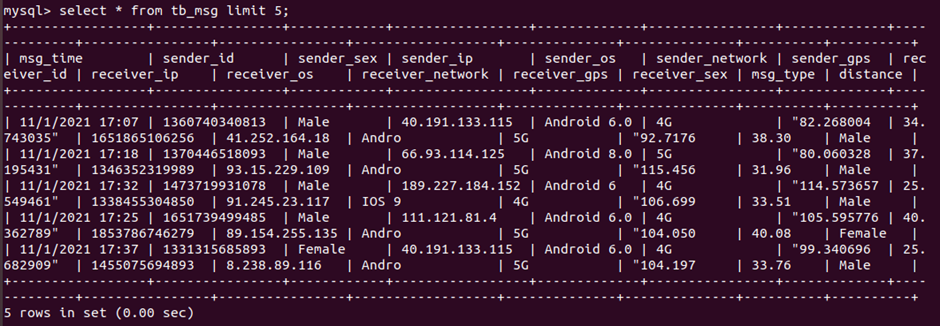 mysql> select * from tb_msg limit 5;
+-----------------+---------------+----------------+-----------------+-------------+----------------+--------------+----
----------+----------------+---------------+------------------+--------------+--------------+----------+----------+
| msg_time        | sender_id     | sender_sex | sender_ip       | sender_os   | sender_network | sender_gps  | rec
eiver_id | receiver_ip    | receiver_os   | receiver_network | receiver_gps | receiver_sex | msg_type | distance |
+-----------------+---------------+----------------+-----------------+-------------+----------------+--------------+----
----------+----------------+---------------+------------------+--------------+--------------+----------+----------+
| 11/1/2021 17:07 | 1360740340813 | Male       | 40.191.133.115  | Android 6.0 | 4G             | "82.268004  | 34.
743035"  | 1651865106256  | 41.252.164.18  | Andro            | 5G           | "92.7176     | 38.30    | Male     |
| 11/1/2021 17:18 | 1370446518093 | Male       | 66.93.114.125   | Android 8.0 | 5G             | "80.060328  | 37.
195431"  | 1346352319989  | 93.15.229.109  | Andro            | 5G           | "115.456     | 31.96    | Male     |
| 11/1/2021 17:32 | 1473719931078 | Male       | 189.227.184.152 | Android 6   | 4G             | "114.573657 | 25.
549461"  | 1338455304850  | 91.245.23.117  | IOS 9            | 4G           | "106.699     | 33.51    | Male     |
| 11/1/2021 17:25 | 1651739499485 | Male       | 111.121.81.4    | Android 6.0 | 4G             | "105.595776 | 40.
362789"  | 1853786746279  | 89.154.255.135 | Andro            | 5G           | "104.050     | 40.08    | Female   |
| 11/1/2021 17:37 | 1331315685893 | Female     | 40.191.133.115  | Android 6.0 | 4G             | "99.340696  | 25.
682909"  | 1455075694893  | 8.238.89.116   | Andro            | 5G           | "104.197     | 33.76    | Male     |
+-----------------+---------------+----------------+-----------------+-------------+----------------+--------------+----
----------+----------------+---------------+------------------+--------------+--------------+----------+----------+
5 rows in set (0.00 sec)